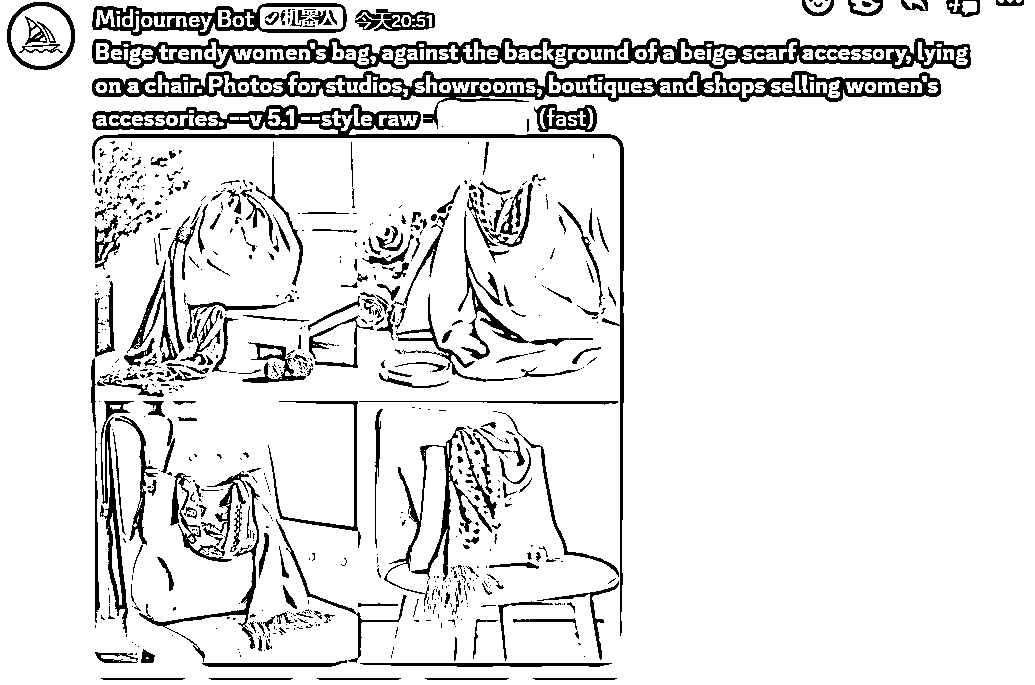 Midjourney Bot ✓机器人 今天20:51
Beige trendy women's bag, against the background of a beige scarf accessory, lying
on a chair. Photos for studios, showrooms, boutiques and shops selling women's
accessories. --v 5.1 --style raw - (fast)